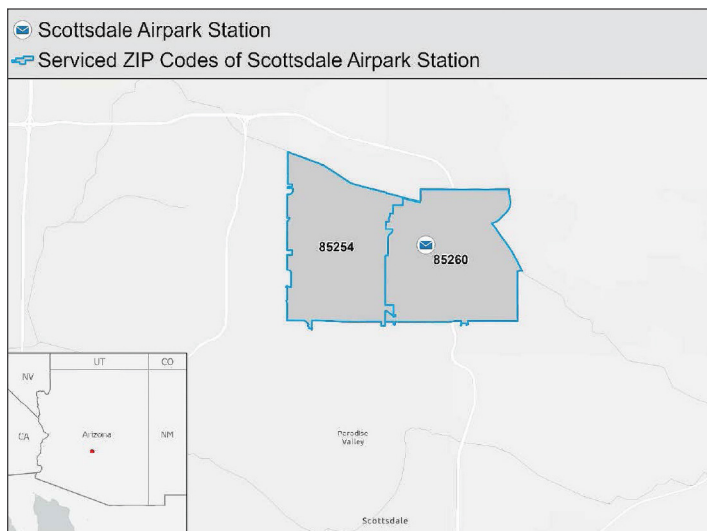 Scottsdale Airpark Station
Serviced ZIP Codes of Scottsdale Airpark Station
85254
85260
UT
CO
NV
CA
Arizona
NM
Paradise
Valley
Scottsdale